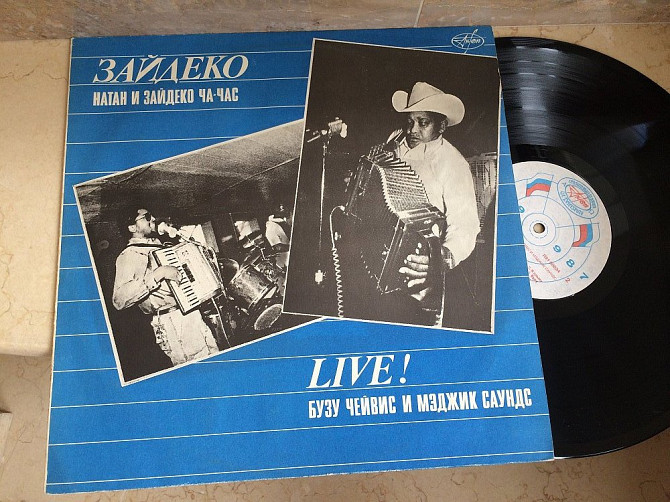 ЗАЙДЕКО
НАТАН И ЗАЙДЕКО ЧА-ЧАС
LIVE!
БУЗУ ЧЕЙВИС И МЭДЖИК САУНДС